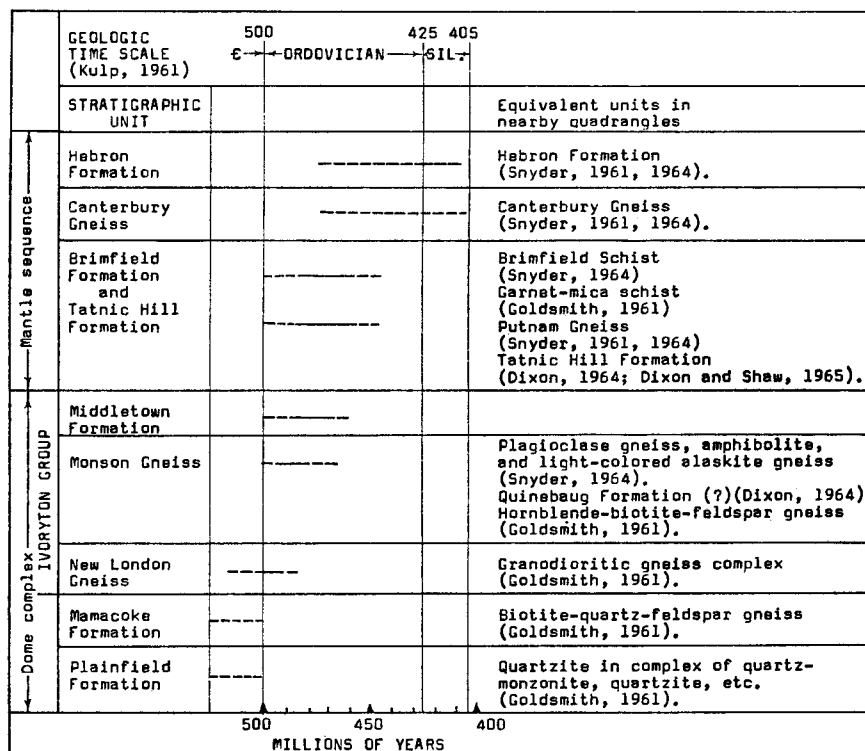 GEOLOGIC
TIME SCALE
(Kulp, 1961)
500 425 405
Є ORDOVICIAN SIL.
STRATIGRAPHIC
UNIT
Equivalent units in
nearby quadrangles
Mantle sequence
Hebron
Formation
Hebron Formation
(Snyder, 1961, 1964).
Canterbury
Gneiss
Canterbury Gneiss
(Snyder, 1961, 1964).
Brimfield
Formation
and
Tatnic Hill
Formation
Brimfield Schist
(Snyder, 1964)
Garnet-mica schist
(Goldsmith, 1961)
Putnam Gneiss
(Snyder, 1961, 1964)
Tatnic Hill Formation
(Dixon, 1964; Dixon and Shaw, 1965).
Dome complex
IVORYTON GROUP
Middletown
Formation
Monson Gneiss
Plagioclase gneiss, amphibolite,
and light-colored alaskite gneiss
(Snyder, 1964).
Quinebaug Formation (?)(Dixon, 1964)
Hornblende-biotite-feldspar gneiss
(Goldsmith, 1961).
New London
Gneiss
Granodioritic gneiss complex
(Goldsmith, 1961).
Mamacoke
Formation
Biotite-quartz-feldspar gneiss
(Goldsmith, 1961).
Plainfield
Formation
Quartzite in complex of quartz-
monzonite, quartzite, etc.
(Goldsmith, 1961).
500 450 400
MILLIONS OF YEARS